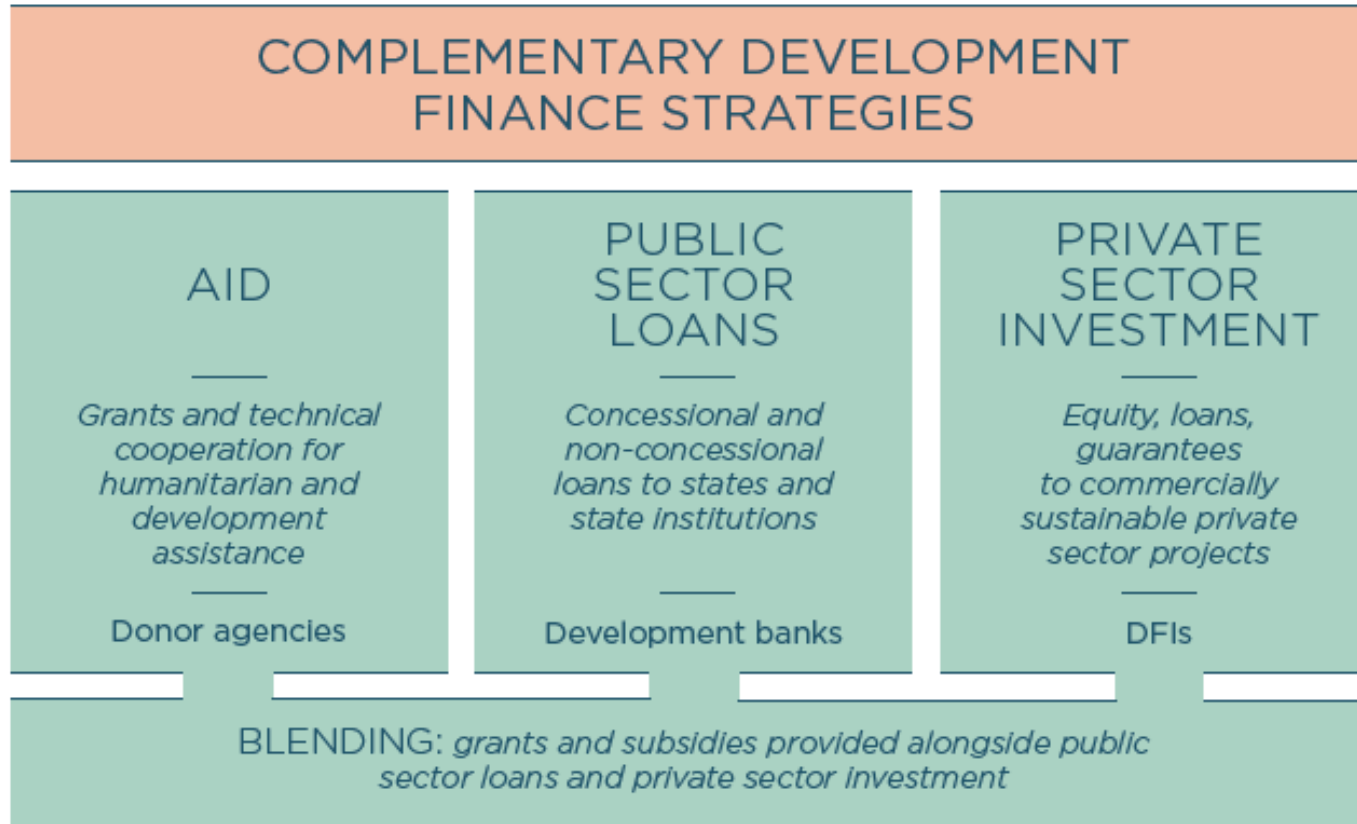 COMPLEMENTARY DEVELOPMENT
FINANCE STRATEGIES
AID
Grants and technical
cooperation for
humanitarian and
development
assistance
Donor agencies
PUBLIC
SECTOR
LOANS
Concessional and
non-concessional
loans to states and
state institutions
Development banks
PRIVATE
SECTOR
INVESTMENT
Equity, loans,
guarantees
to commercially
sustainable private
sector projects
DFIs
BLENDING: grants and subsidies provided alongside public
sector loans and private sector investment